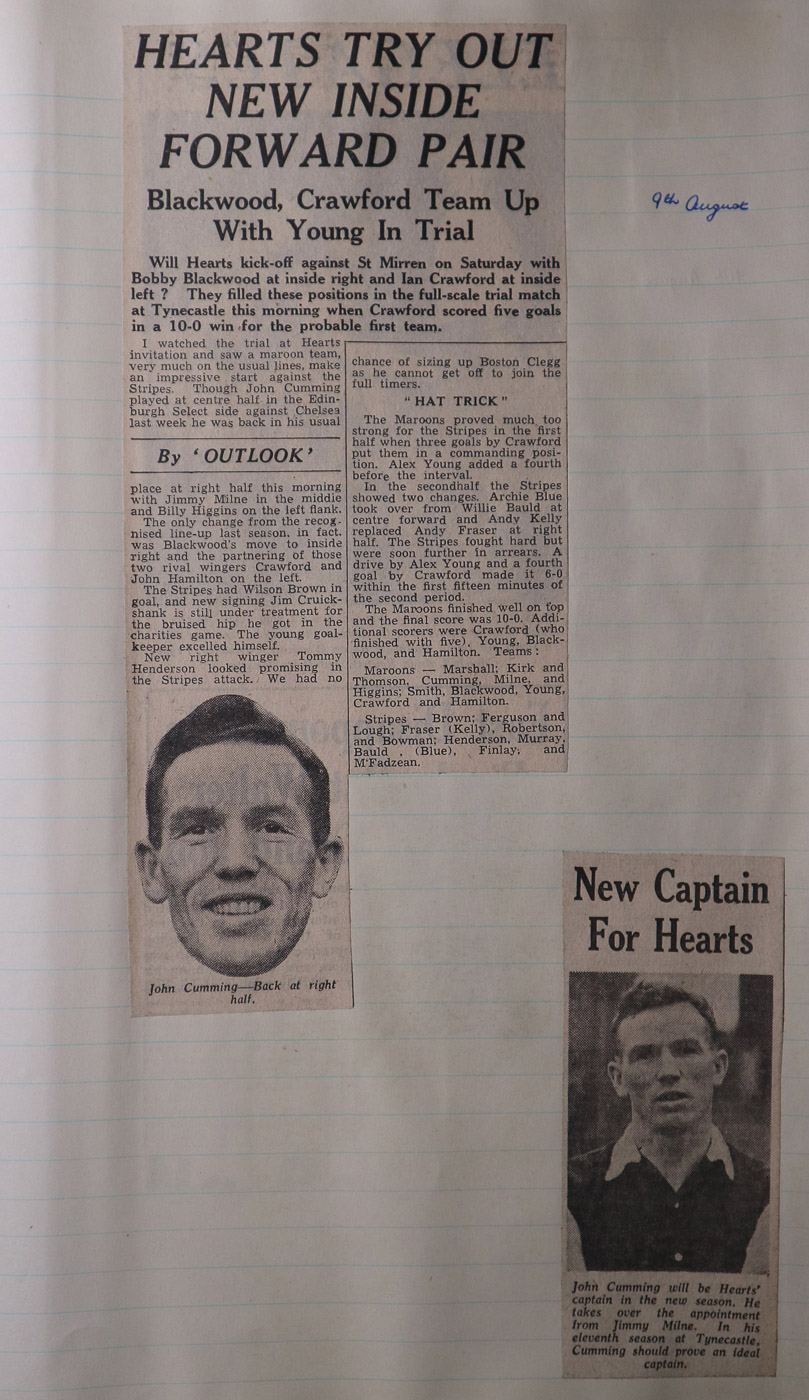 HEARTS TRY OUT
NEW INSIDE
FORWARD PAIR
Blackwood, Crawford Team Up
With Young In Trial
Will Hearts kick-off against St Mirren on Saturday with
Bobby Blackwood at inside right and Ian Crawford at inside
left ? They filled these positions in the full-scale trial match
at Tynecastle this morning when Crawford scored five goals
in a 10-0 win for the probable first team.
I watched the trial at Hearts
invitation and saw a maroon team,
very much on the usual lines, make
an impressive start against the
Stripes. Though John Cumming
played at centre half in the Edin-
burgh Select side against Chelsea
last week he was back in his usual
By ‘OUTLOOK’
place at right half this morning
with Jimmy Milne in the middie
and Billy Higgins on the left flank.
The only change from the recog-
nised line-up last season, in fact,
was Blackwood's move to inside
right and the partnering of those
two rival wingers Crawford and
John Hamilton on the left.
The Stripes had Wilson Brown in
goal, and new signing Jim Cruick-
shank is still under treatment for
the bruised hip he got in the
charities game. The young goal-
keeper excelled himself.
New right winger Tommy
Henderson looked promising in
the Stripes attack. We had no
John Cumming—Back at right
half.
chance of sizing up Boston Clegg
as he cannot get off to join the
full timers.
“HAT TRICK”
The Maroons proved much too
strong for the Stripes in the first
half when three goals by Crawford
put them in a commanding posi-
tion. Alex Young added a fourth
before the interval.
In the secondhalf the Stripes
showed two changes. Archie Blue
took over from Willie Bauld at
centre forward and Andy Kelly
replaced Andy Fraser at right
half. The Stripes fought hard but
were soon further in arrears. A
drive by Alex Young and a fourth
goal by Crawford made it 6-0
within the first fifteen minutes of
the second period.
The Maroons finished well on top
and the final score was 10-0. Addi-
tional scorers were Crawford (who
finished with five), Young, Black-
wood, and Hamilton. Teams :
Maroons — Marshall; Kirk and
Thomson, Cumming, Milne, and
Higgins; Smith, Blackwood, Young,
Crawford and Hamilton.
Stripes — Brown; Ferguson and
Lough; Fraser (Kelly), Robertson,
and Bowman; Henderson, Murray,
Bauld . (Blue), Finlay; and
M'Fadzean.
9th August
New Captain
For Hearts
John Cumming will be Hearts'
captain in the new season. He
takes over the appointment
from Jimmy Milne. In his
eleventh season at Tynecastle,
Cumming should prove an ideal
captain.